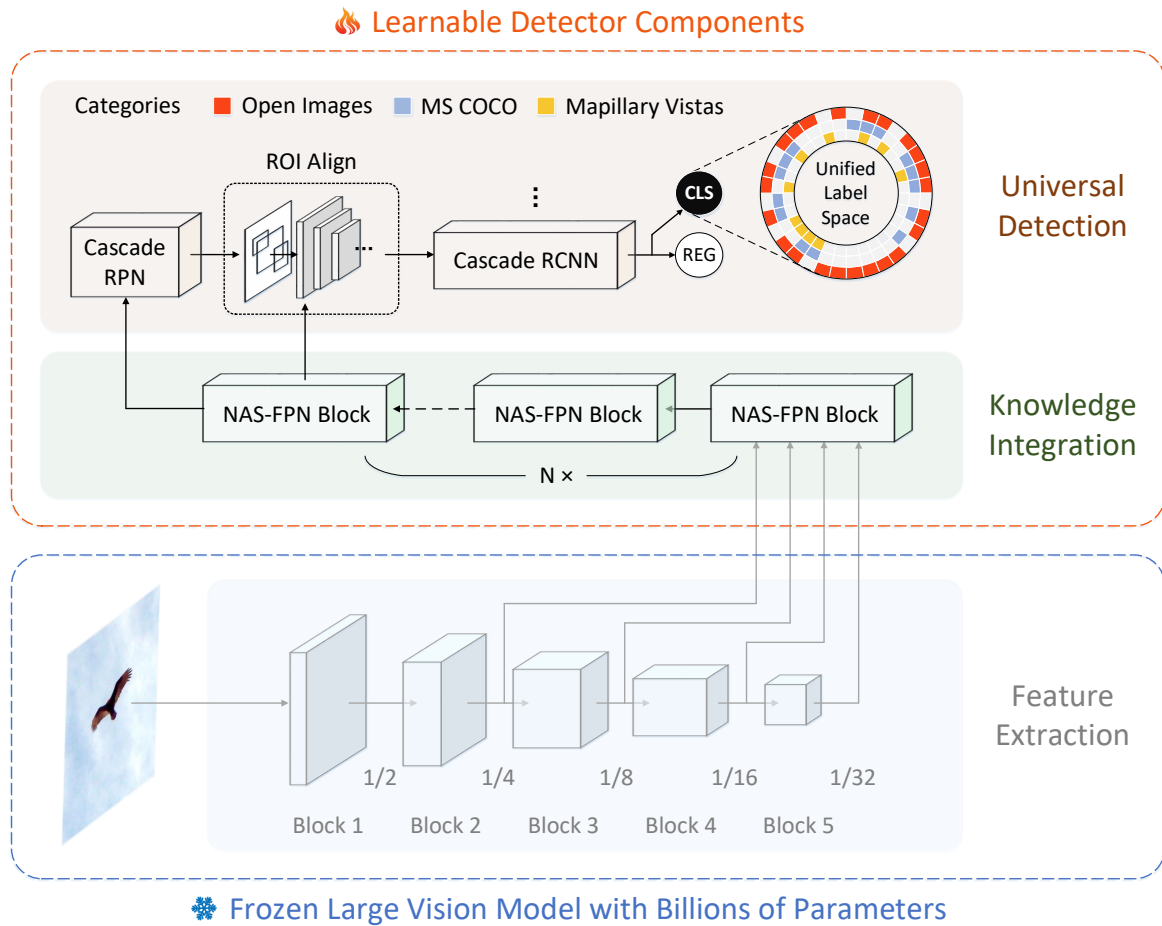 Learnable Detector Components
Categories
Open Images
MS COCO
Mapillary Vistas
ROI Align
Cascade
RPN
...
Cascade RCNN
...
CLS
REG
Unified
Label
Space
Universal
Detection
NAS-FPN Block
NAS-FPN Block
NAS-FPN Block
N ×
Knowledge
Integration
1/2
1/4
1/8
1/16
1/32
Block 1
Block 2
Block 3
Block 4
Block 5
Feature
Extraction
Frozen Large Vision Model with Billions of Parameters